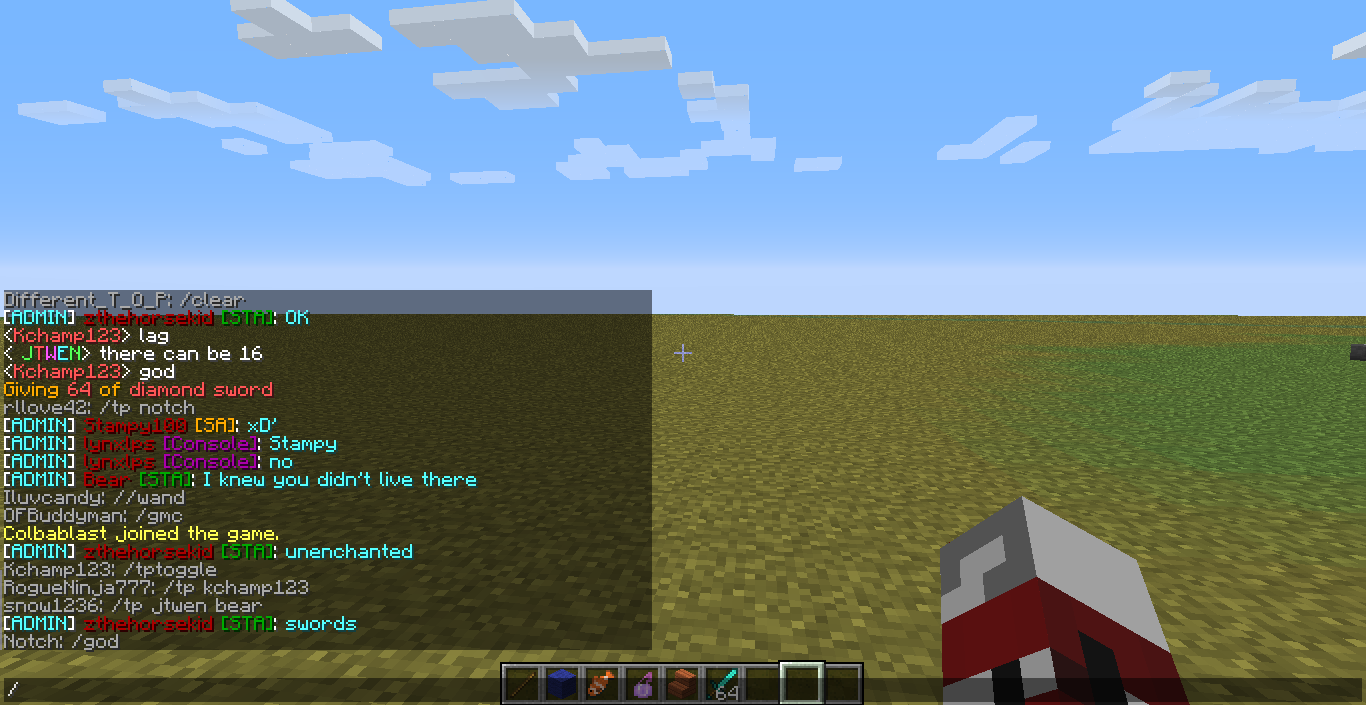 Different_T_O_P: /clear
[ADMIN] zthehorsekid [STA]: OK
<Kchamp123> lag
< JTWEN> there can be 16
<Kchamp123> god
Giving 64 of diamond sword
rllove42: /tp notch
[ADMIN] Stampy100 [SA]: xD'
[ADMIN] lynxlps [Console]: Stampy
[ADMIN] lynxlps [Console]: no
[ADMIN] Bear [STA]: I knew you didn't live there
Iluvcandy: //wand
OFBuddyman: /gmc
Colbablast joined the game.
[ADMIN] zthehorsekid [STA]: unenchanted
Kchamp123: /tptoggle
RogueNinja777: /tp kchamp123
snow1236: /tp jtwen bear
[ADMIN] zthehorsekid [STA]: swords
Notch: /god
/
64